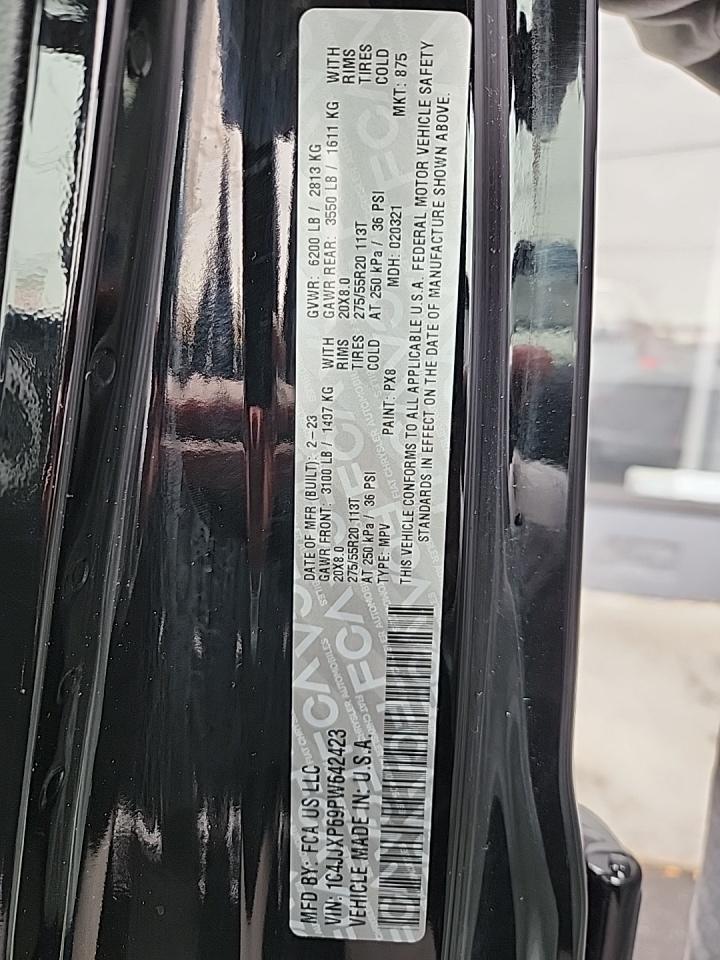 MFD BY: FCA US LLC
DATE OF MFR (BUILT): 2-23
GVWR: 6200 LB / 2813 KG
VIN: 1C4JJXP69PW642423
GAWR FRONT: 3100 LB / 1407 KG WITH
GAWR REAR: 3550 LB / 1611 KG WITH
VEHICLE MADE IN: U.S.A.
20X8.0 RIMS
20X8.0 RIMS
275/55R20 113T TIRES
275/55R20 113T TIRES
AT 250 kPa / 36 PSI COLD
AT 250 kPa / 36 PSI COLD
TYPE: MPV PAINT: PX8 MDH: 020321 MKT: 875
THIS VEHICLE CONFORMS TO ALL APPLICABLE U.S.A. FEDERAL MOTOR VEHICLE SAFETY
STANDARDS IN EFFECT ON THE DATE OF MANUFACTURE SHOWN ABOVE.
FCA
FIAT CHRYSLER AUTOMOBILES